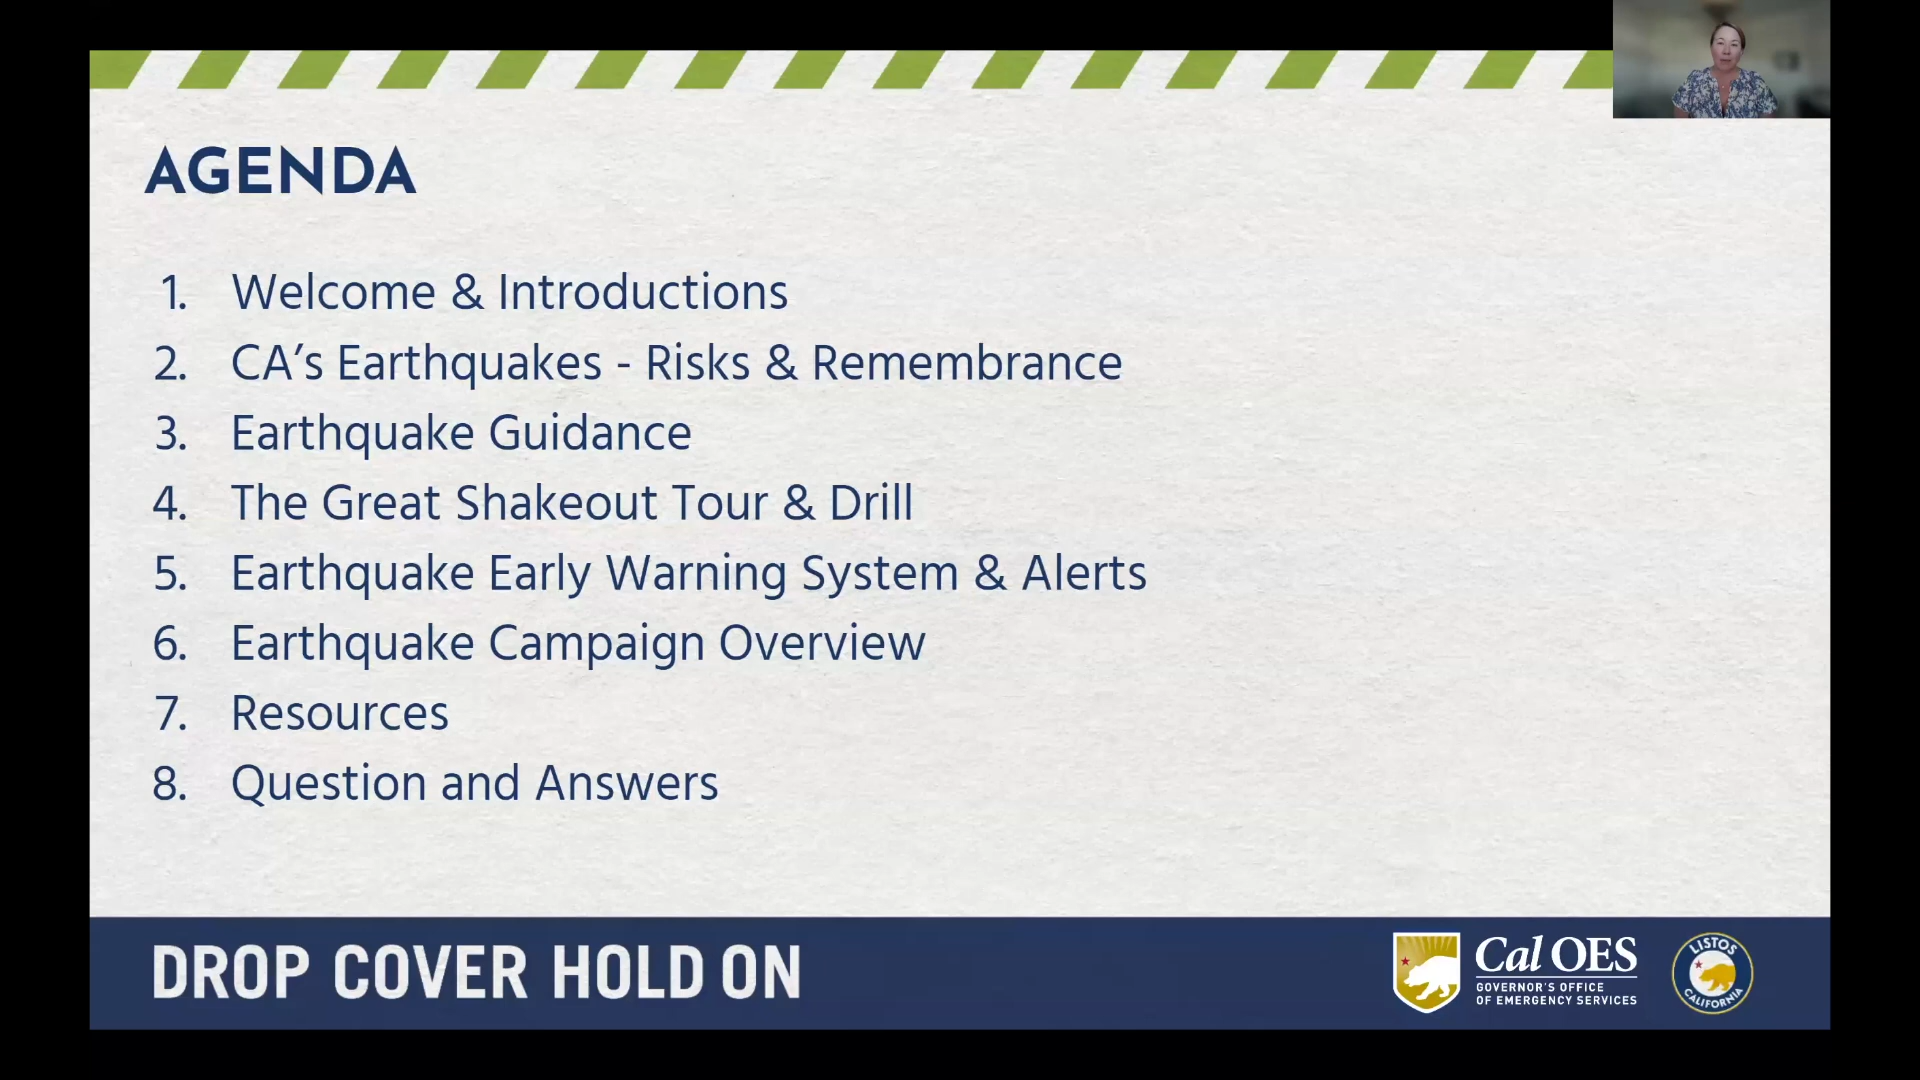 AGENDA
1. Welcome & Introductions
2. CA’s Earthquakes - Risks & Remembrance
3. Earthquake Guidance
4. The Great Shakeout Tour & Drill
5. Earthquake Early Warning System & Alerts
6. Earthquake Campaign Overview
7. Resources
8. Question and Answers
DROP COVER HOLD ON
Cal OES
GOVERNOR'S OFFICE
OF EMERGENCY SERVICES
LISTOS
CALIFORNIA